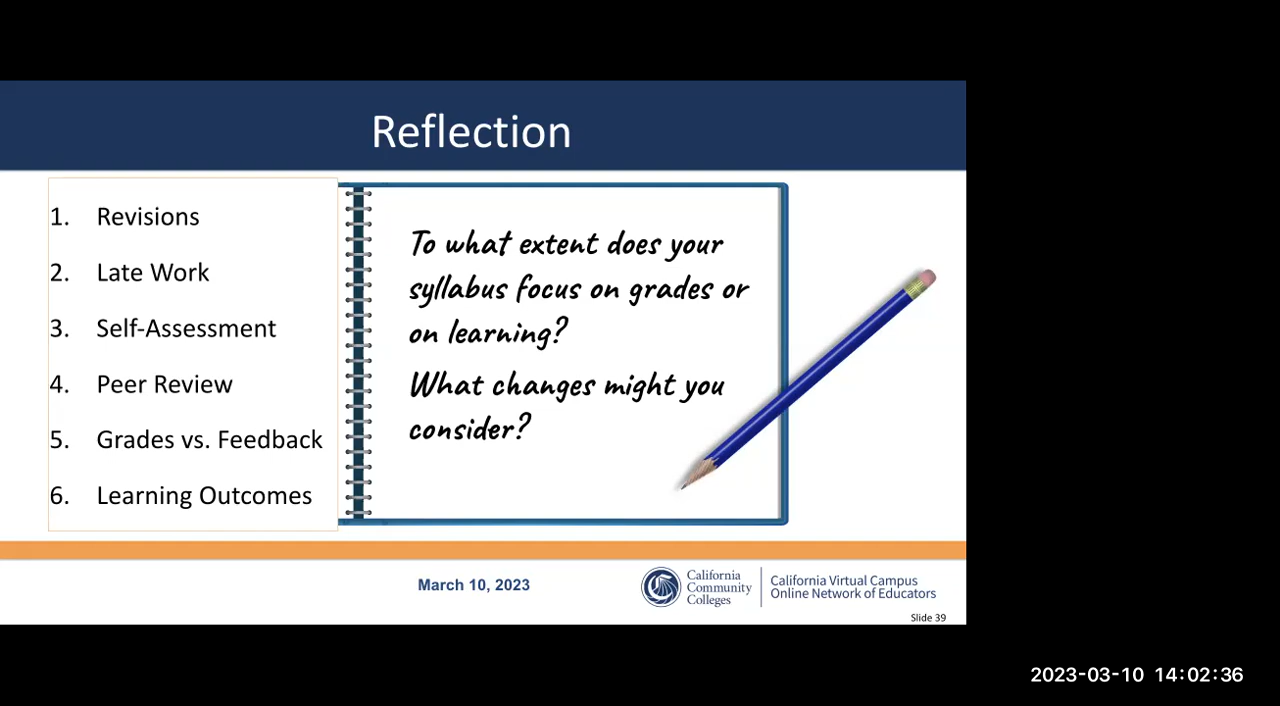 Reflection
1. Revisions
2. Late Work
3. Self-Assessment
4. Peer Review
5. Grades vs. Feedback
6. Learning Outcomes
To what extent does your
syllabus focus on grades or
on learning?
What changes might you
consider?
March 10, 2023
California
Community
Colleges
California Virtual Campus
Online Network of Educators
Slide 39
2023-03-10 14:02:36